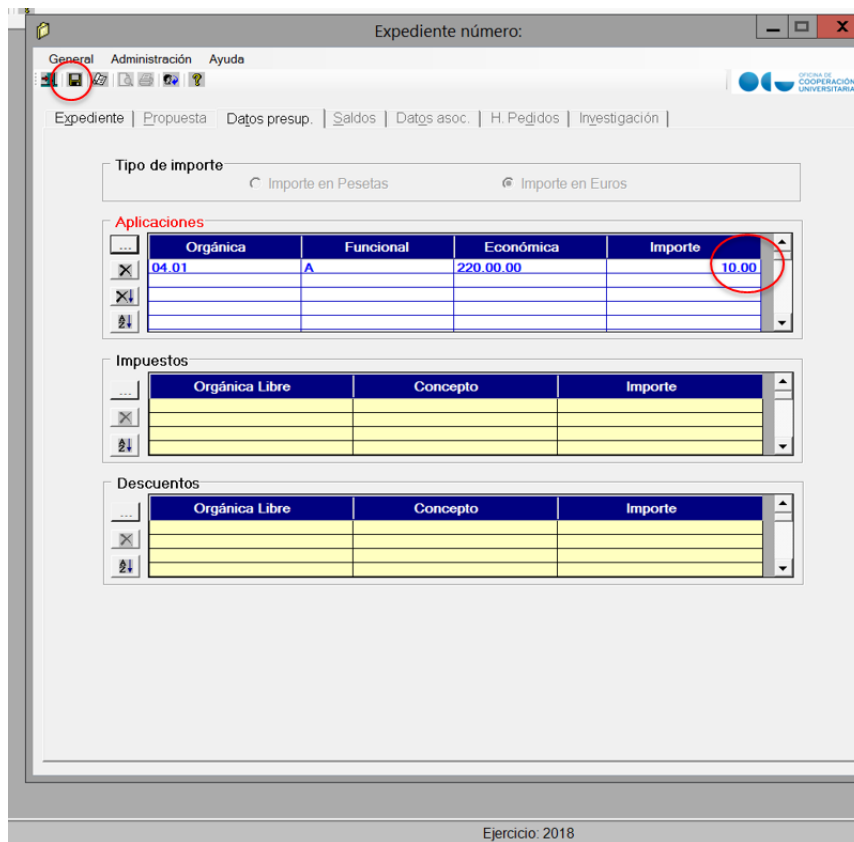 Expediente número:
General Administración Ayuda
OFICINA DE
COOPERACIÓN
UNIVERSITARIA
Expediente | Propuesta Datos presup. | Saldos | Datos asoc. | H. Pedidos | Investigación |
Tipo de importe
Importe en Pesetas Importe en Euros
Aplicaciones
... Orgánica Funcional Económica Importe
04.01 A 220.00.00 10.00
Impuestos
... Orgánica Libre Concepto Importe
Descuentos
... Orgánica Libre Concepto Importe
Ejercicio: 2018